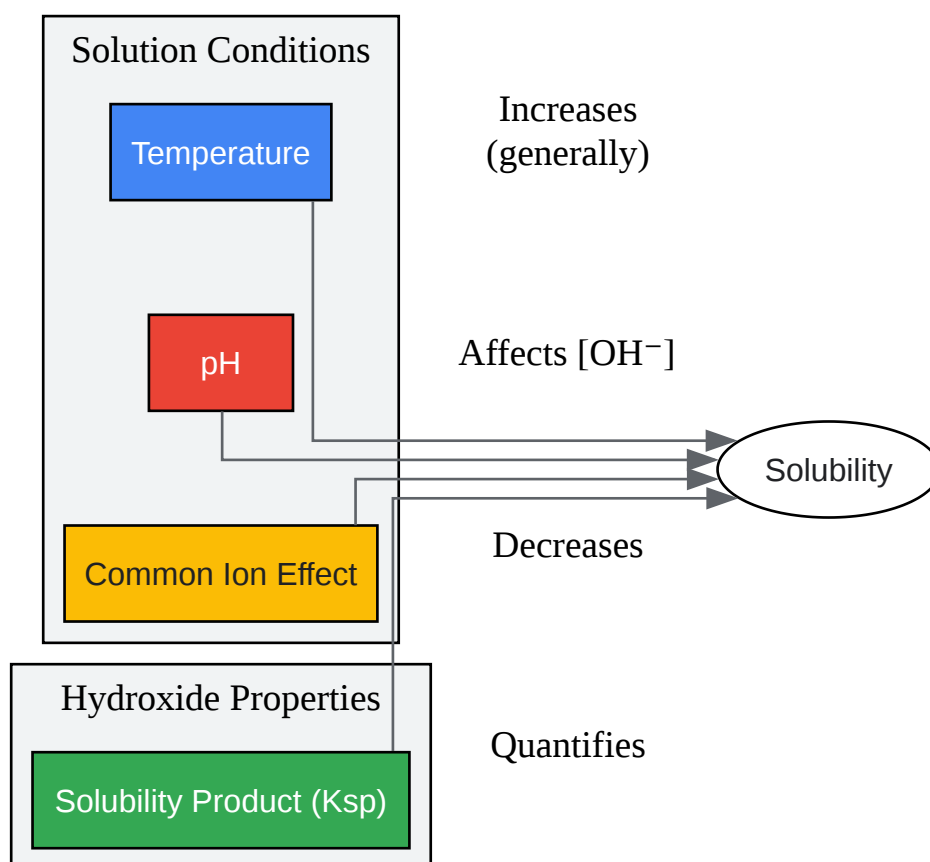 Solution Conditions
Temperature
Increases
(generally)
pH
Affects [OH⁻]
Solubility
Common Ion Effect
Decreases
Hydroxide Properties
Solubility Product (Ksp)
Quantifies